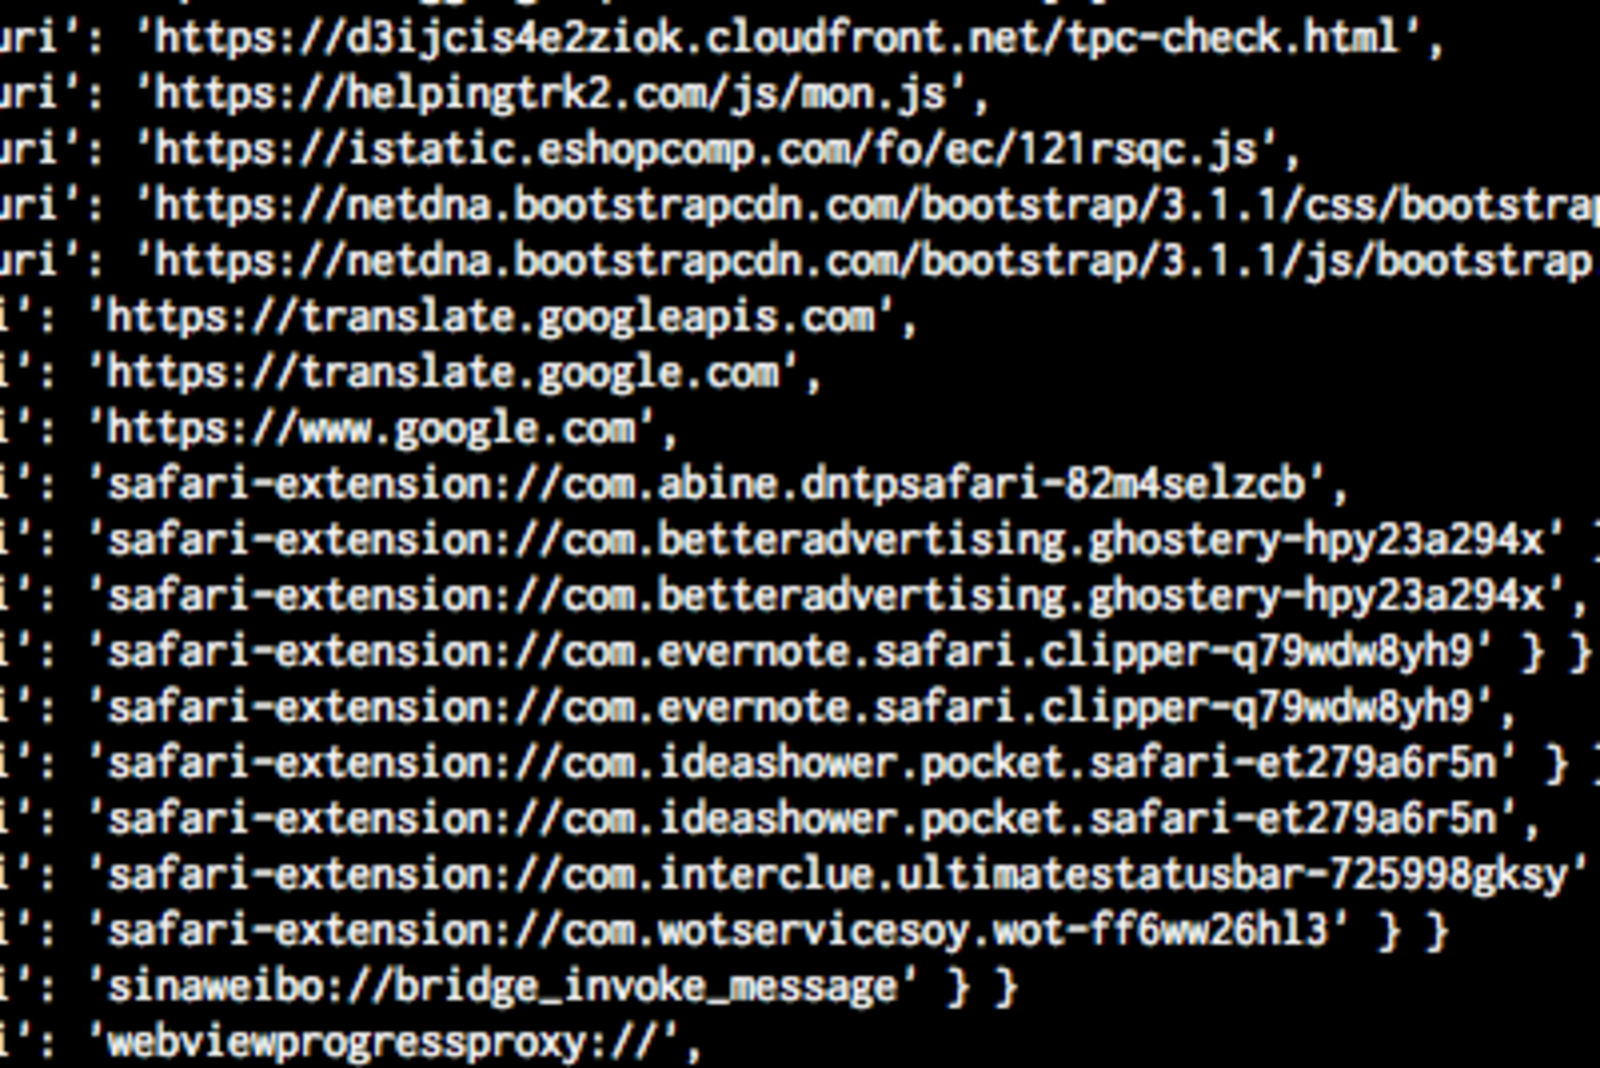 uri': 'https://d3ijcis4e2ziok.cloudfront.net/tpc-check.html',
uri': 'https://helpingtrk2.com/js/mon.js',
uri': 'https://istatic.eshopcomp.com/fo/ec/121rsqc.js',
uri': 'https://netdna.bootstrapcdn.com/bootstrap/3.1.1/css/bootstrap
uri': 'https://netdna.bootstrapcdn.com/bootstrap/3.1.1/js/bootstrap
i': 'https://translate.googleapis.com',
i': 'https://translate.google.com',
i': 'https://www.google.com',
i': 'safari-extension://com.abine.dntpsafari-82m4selzcb',
i': 'safari-extension://com.betteradvertising.ghostery-hpy23a294x' }
i': 'safari-extension://com.betteradvertising.ghostery-hpy23a294x',
i': 'safari-extension://com.evernote.safari.clipper-q79wdw8yh9' } }
i': 'safari-extension://com.evernote.safari.clipper-q79wdw8yh9',
i': 'safari-extension://com.ideashower.pocket.safari-et279a6r5n' } }
i': 'safari-extension://com.ideashower.pocket.safari-et279a6r5n',
i': 'safari-extension://com.interclue.ultimatestatusbar-725998gksy'
i': 'safari-extension://com.wotservicesoy.wot-ff6ww26hl3' } }
i': 'sinaweibo://bridge_invoke_message' } }
i': 'webviewprogressproxy://',